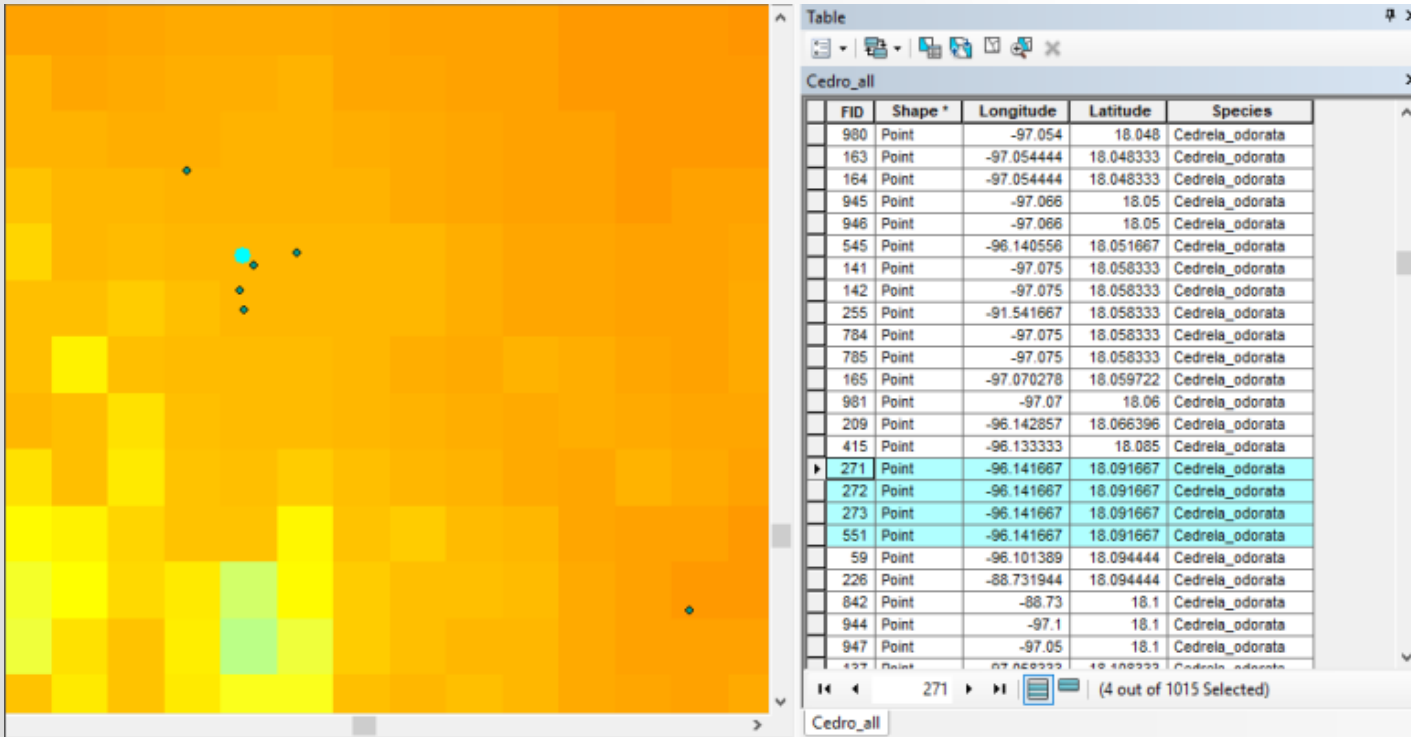 Table
Cedro_all
FID Shape * Longitude Latitude Species
980 Point -97.054 18.048 Cedrela_odorata
163 Point -97.054444 18.048333 Cedrela_odorata
164 Point -97.054444 18.048333 Cedrela_odorata
945 Point -97.066 18.05 Cedrela_odorata
946 Point -97.066 18.05 Cedrela_odorata
545 Point -96.140556 18.051667 Cedrela_odorata
141 Point -97.075 18.058333 Cedrela_odorata
142 Point -97.075 18.058333 Cedrela_odorata
255 Point -91.541667 18.058333 Cedrela_odorata
784 Point -97.075 18.058333 Cedrela_odorata
785 Point -97.075 18.058333 Cedrela_odorata
165 Point -97.070278 18.059722 Cedrela_odorata
981 Point -97.07 18.06 Cedrela_odorata
209 Point -96.142857 18.066396 Cedrela_odorata
415 Point -96.133333 18.085 Cedrela_odorata
271 Point -96.141667 18.091667 Cedrela_odorata
272 Point -96.141667 18.091667 Cedrela_odorata
273 Point -96.141667 18.091667 Cedrela_odorata
551 Point -96.141667 18.091667 Cedrela_odorata
59 Point -96.101389 18.094444 Cedrela_odorata
226 Point -88.731944 18.094444 Cedrela_odorata
842 Point -88.73 18.1 Cedrela_odorata
944 Point -97.1 18.1 Cedrela_odorata
947 Point -97.05 18.1 Cedrela_odorata
137 Point -97.058333 18.108333 Cedrela_odorata
271 (4 out of 1015 Selected)
Cedro_all